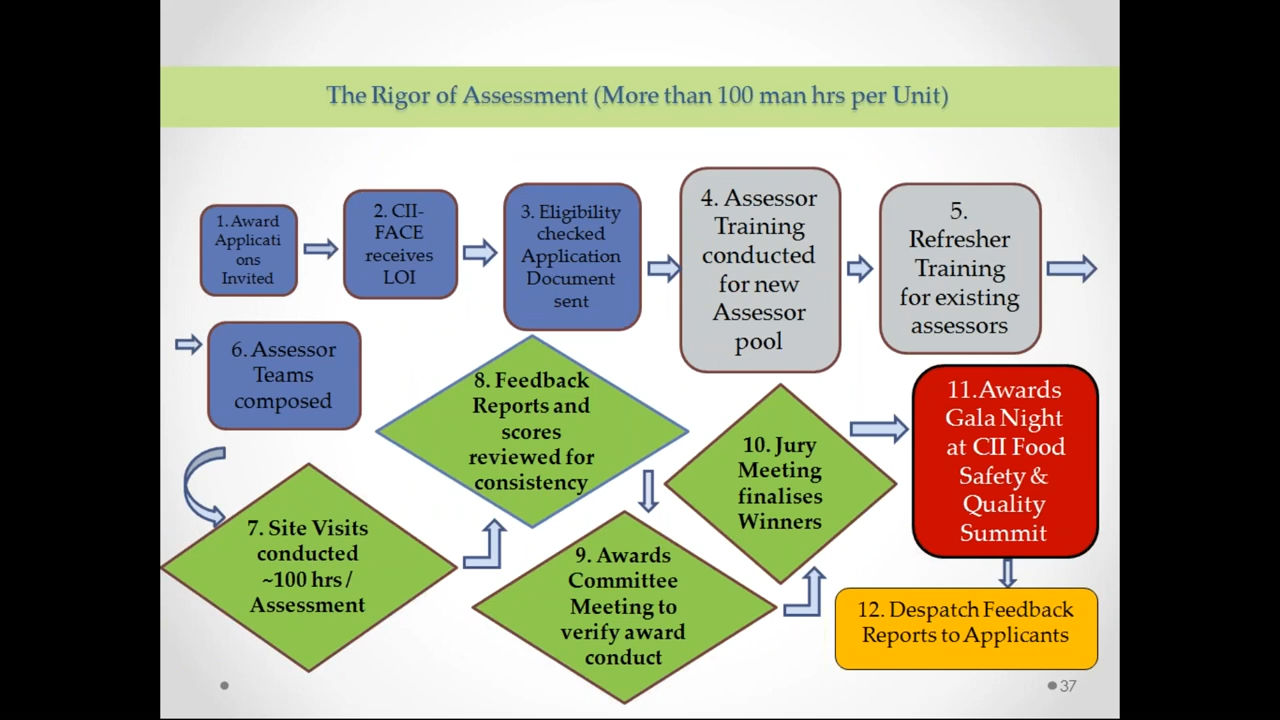 The Rigor of Assessment (More than 100 man hrs per Unit)
1. Award
Applicati
ons
Invited
2. CII-
FACE
receives
LOI
3. Eligibility
checked
Application
Document
sent
4. Assessor
Training
conducted
for new
Assessor
pool
5.
Refresher
Training
for existing
assessors
6. Assessor
Teams
composed
7. Site Visits
conducted
~100 hrs /
Assessment
8. Feedback
Reports and
scores
reviewed for
consistency
9. Awards
Committee
Meeting to
verify award
conduct
10. Jury
Meeting
finalises
Winners
11. Awards
Gala Night
at CII Food
Safety &
Quality
Summit
12. Despatch Feedback
Reports to Applicants
37